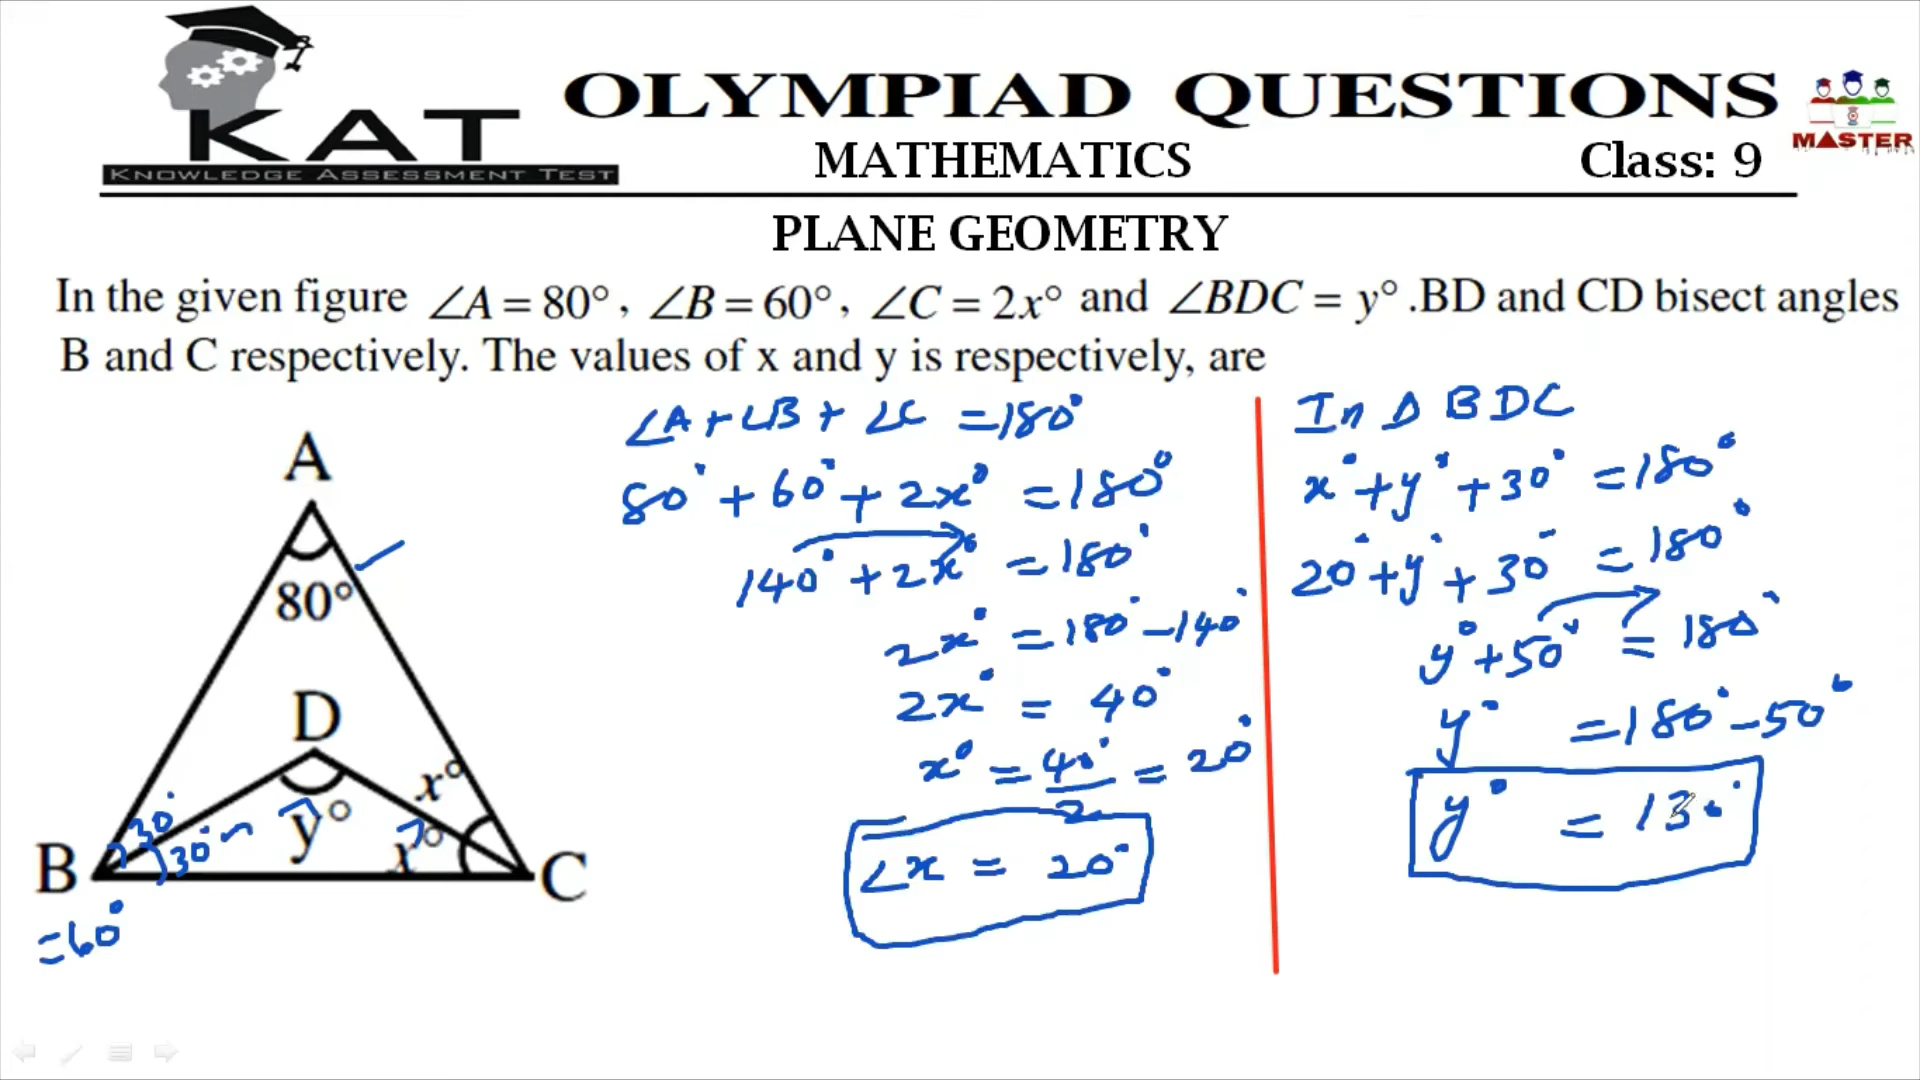 KAT
KNOWLEDGE ASSESSMENT TEST
OLYMPIAD QUESTIONS
MASTER
MATHEMATICS
Class: 9
PLANE GEOMETRY
In the given figure ∠A = 80°, ∠B = 60°, ∠C = 2x° and ∠BDC = y° .BD and CD bisect angles
B and C respectively. The values of x and y is respectively, are
A
80°
D
x°
30°
30°
y°
x°
B
C
=60°
∠A + ∠B + ∠C = 180°
80° + 60° + 2x° = 180°
140° + 2x° = 180°
2x° = 180° - 140°
2x° = 40°
x° = 40°/2 = 20°
∠x = 20°
In Δ BDC
x° + y° + 30° = 180°
20° + y° + 30° = 180°
y° + 50° = 180°
y° = 180° - 50°
y° = 130°